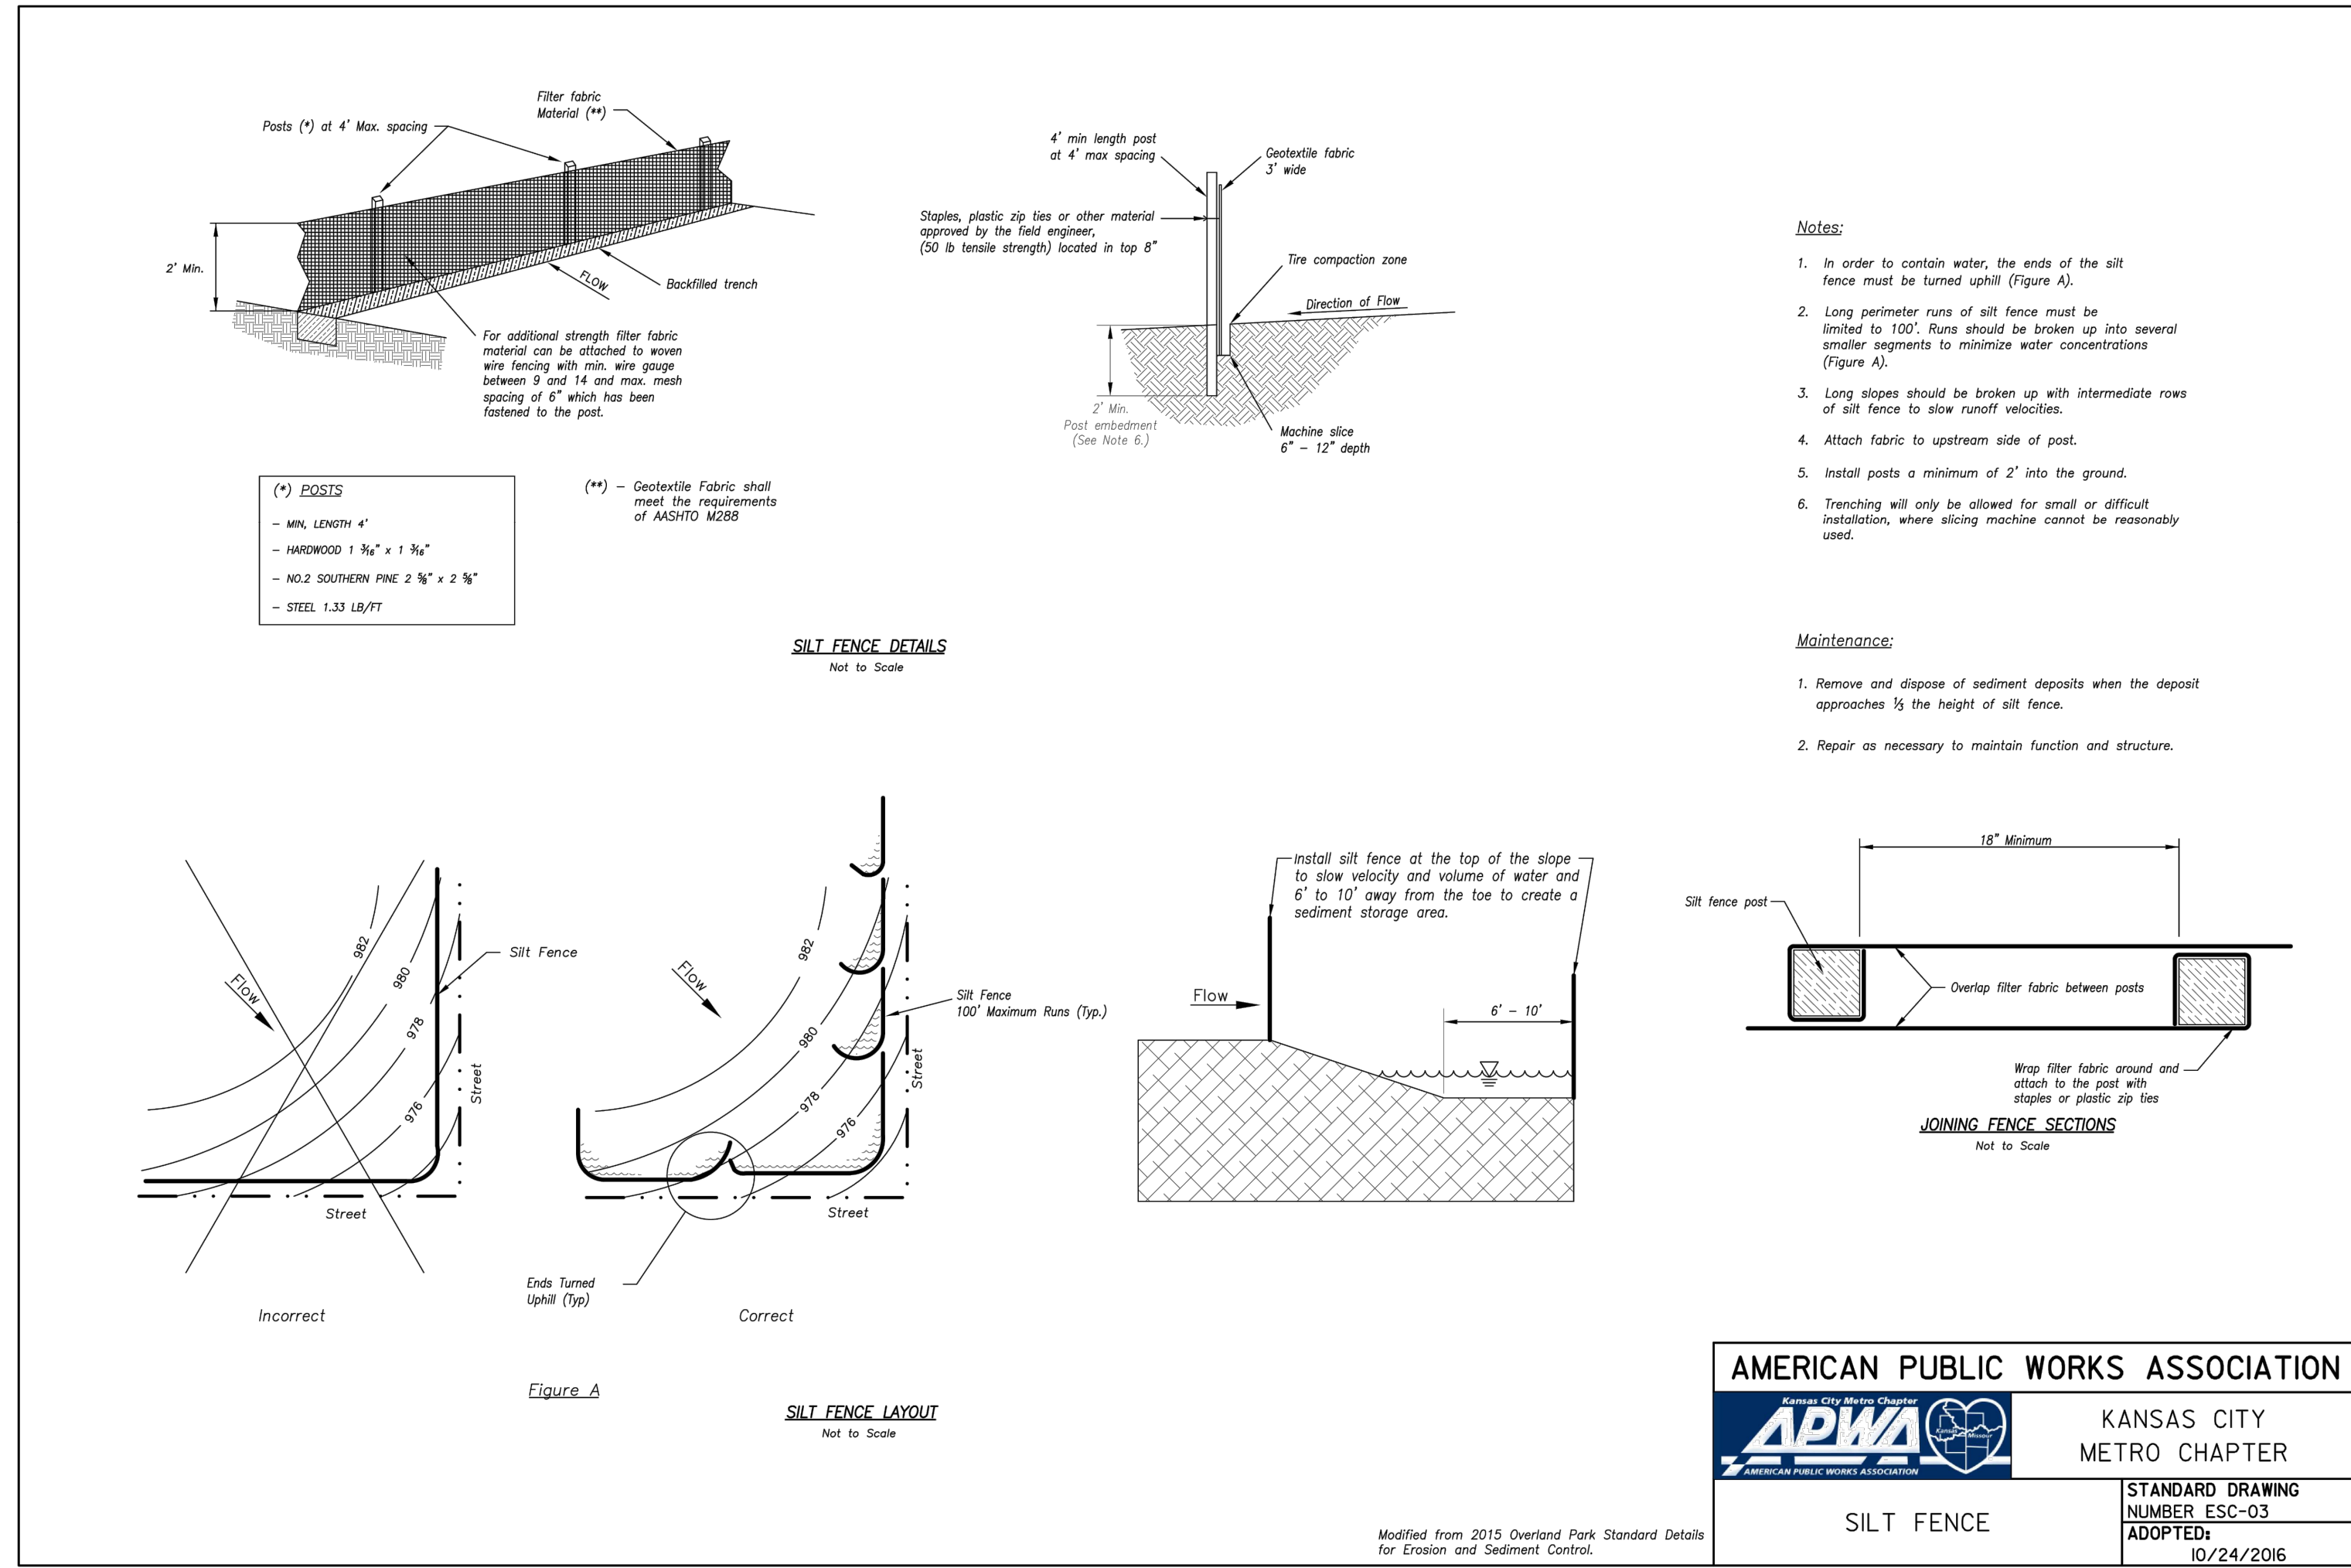 Filter fabric
Material (**)
Posts (*) at 4' Max. spacing
2' Min.
FLOW
Backfilled trench
For additional strength filter fabric
material can be attached to woven
wire fencing with min. wire gauge
between 9 and 14 and max. mesh
spacing of 6" which has been
fastened to the post.
(*) POSTS
– MIN, LENGTH 4'
– HARDWOOD 1 3/16" x 1 3/16"
– NO.2 SOUTHERN PINE 2 5/8" x 2 5/8"
– STEEL 1.33 LB/FT
(**) – Geotextile Fabric shall
meet the requirements
of AASHTO M288
4' min length post
at 4' max spacing
Geotextile fabric
3' wide
Staples, plastic zip ties or other material
approved by the field engineer,
(50 lb tensile strength) located in top 8"
Tire compaction zone
Direction of Flow
2' Min.
Post embedment
(See Note 6.)
Machine slice
6" – 12" depth
SILT FENCE DETAILS
Not to Scale
Notes:
1. In order to contain water, the ends of the silt
fence must be turned uphill (Figure A).
2. Long perimeter runs of silt fence must be
limited to 100'. Runs should be broken up into several
smaller segments to minimize water concentrations
(Figure A).
3. Long slopes should be broken up with intermediate rows
of silt fence to slow runoff velocities.
4. Attach fabric to upstream side of post.
5. Install posts a minimum of 2' into the ground.
6. Trenching will only be allowed for small or difficult
installation, where slicing machine cannot be reasonably
used.
Maintenance:
1. Remove and dispose of sediment deposits when the deposit
approaches 1/3 the height of silt fence.
2. Repair as necessary to maintain function and structure.
982
980
978
976
Flow
Silt Fence
Street
Street
Incorrect
982
980
978
976
Flow
Silt Fence
100' Maximum Runs (Typ.)
Street
Street
Ends Turned
Uphill (Typ)
Correct
Figure A
SILT FENCE LAYOUT
Not to Scale
Install silt fence at the top of the slope
to slow velocity and volume of water and
6' to 10' away from the toe to create a
sediment storage area.
Flow
6' – 10'
18" Minimum
Silt fence post
Overlap filter fabric between posts
Wrap filter fabric around and
attach to the post with
staples or plastic zip ties
JOINING FENCE SECTIONS
Not to Scale
Modified from 2015 Overland Park Standard Details
for Erosion and Sediment Control.
AMERICAN PUBLIC WORKS ASSOCIATION
Kansas City Metro Chapter
APWA
Kansas
Missouri
AMERICAN PUBLIC WORKS ASSOCIATION
KANSAS CITY
METRO CHAPTER
SILT FENCE
STANDARD DRAWING
NUMBER ESC-03
ADOPTED:
10/24/2016